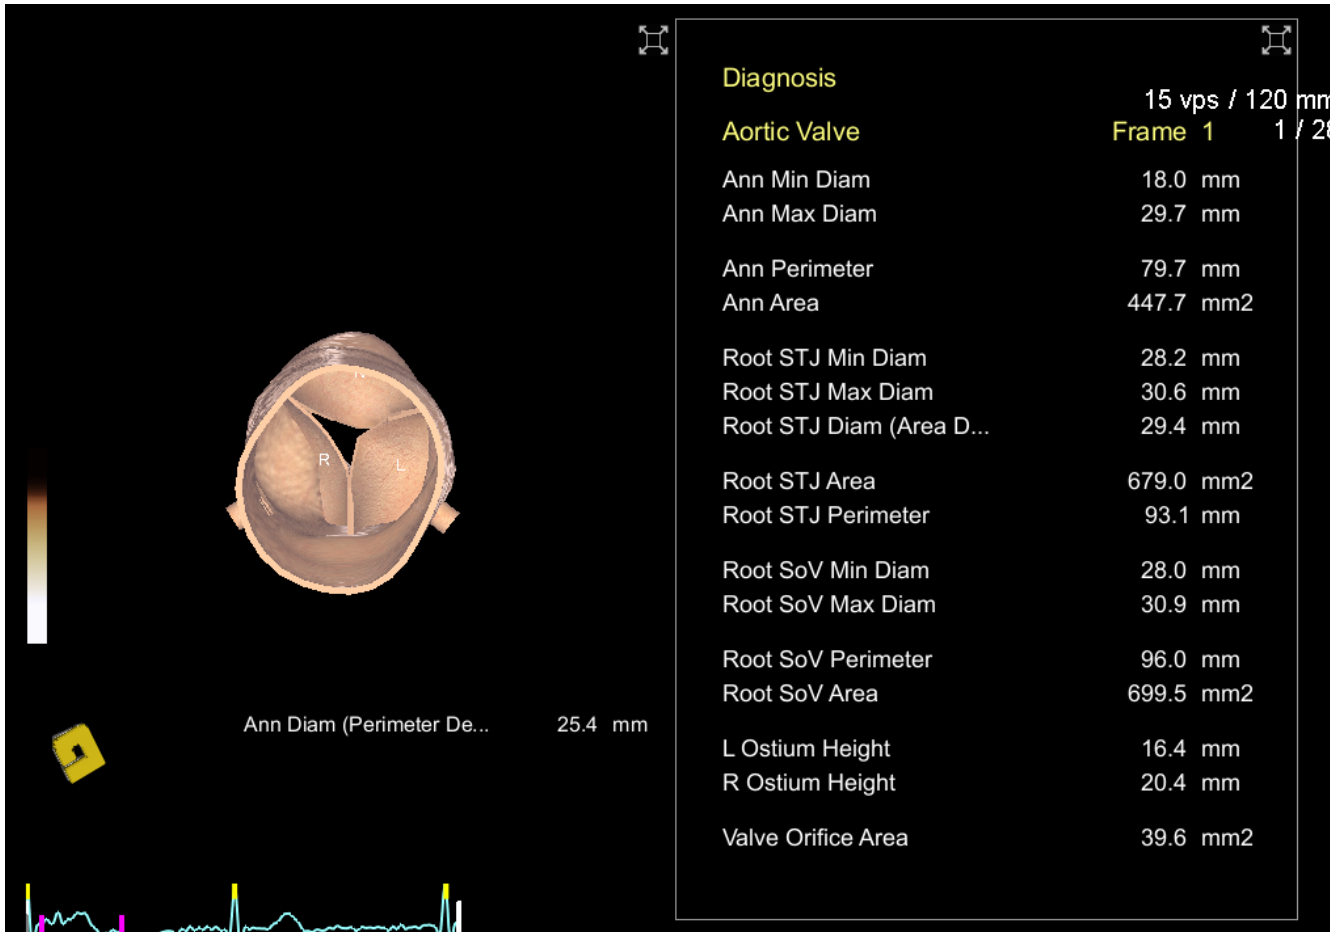 Diagnosis
15 vps / 120 mm
Aortic Valve Frame 1 1 / 28
Ann Min Diam 18.0 mm
Ann Max Diam 29.7 mm
Ann Perimeter 79.7 mm
Ann Area 447.7 mm2
Root STJ Min Diam 28.2 mm
Root STJ Max Diam 30.6 mm
Root STJ Diam (Area D... 29.4 mm
Root STJ Area 679.0 mm2
Root STJ Perimeter 93.1 mm
Root SoV Min Diam 28.0 mm
Root SoV Max Diam 30.9 mm
Root SoV Perimeter 96.0 mm
Root SoV Area 699.5 mm2
L Ostium Height 16.4 mm
R Ostium Height 20.4 mm
Valve Orifice Area 39.6 mm2
R
L
Ann Diam (Perimeter De... 25.4 mm